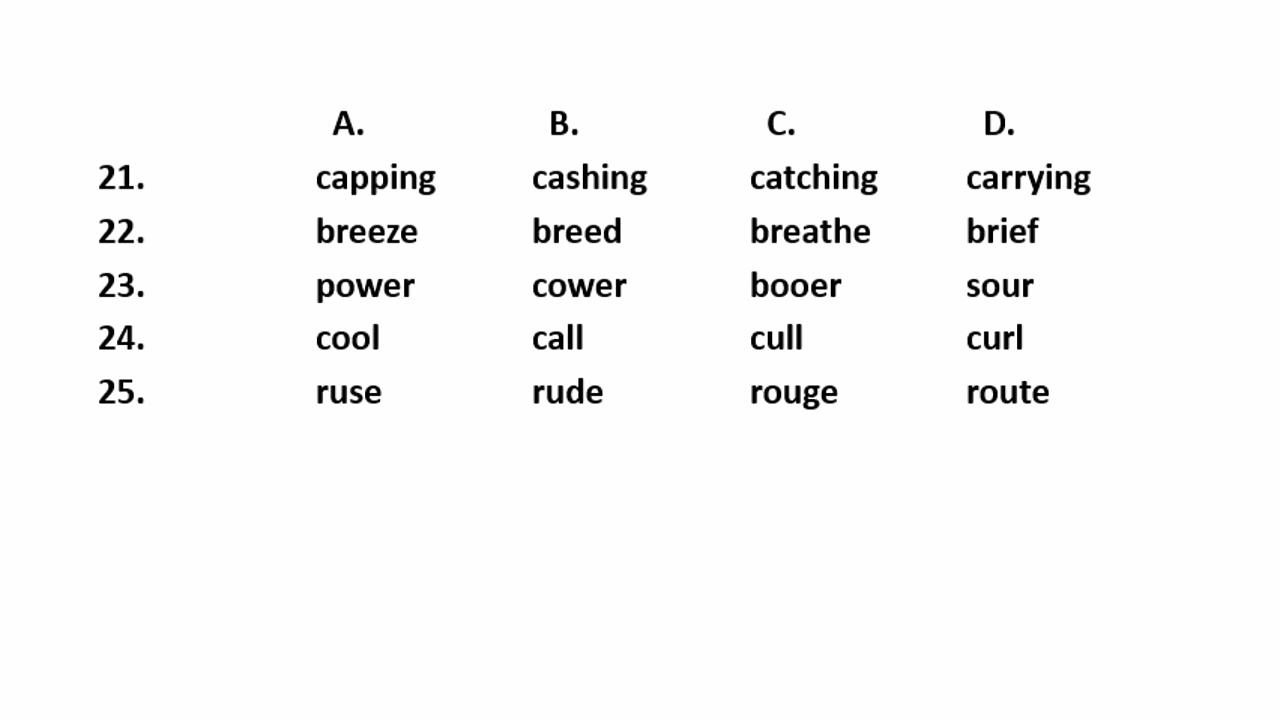 A. B. C. D.
21. capping cashing catching carrying
22. breeze breed breathe brief
23. power cower booer sour
24. cool call cull curl
25. ruse rude rouge route